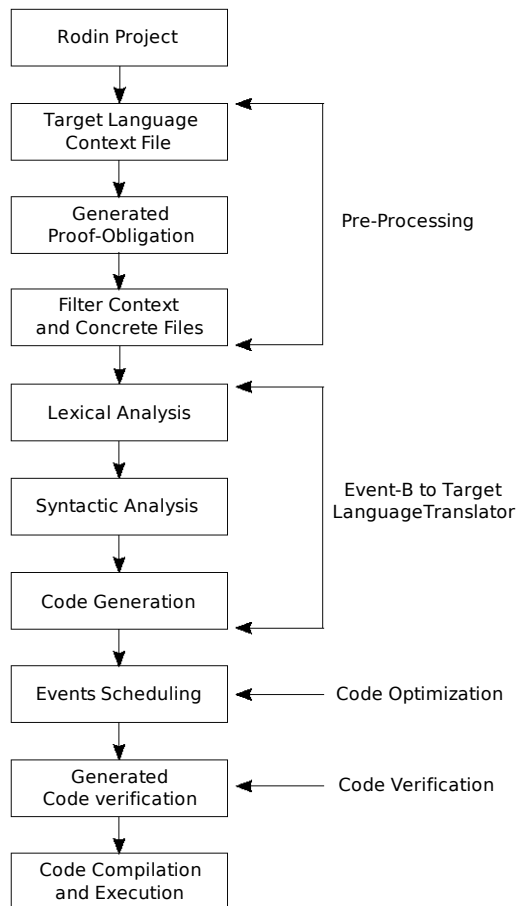 Rodin Project
Target Language
Context File
Generated
Proof-Obligation
Pre-Processing
Filter Context
and Concrete Files
Lexical Analysis
Syntactic Analysis
Event-B to Target
LanguageTranslator
Code Generation
Events Scheduling
Code Optimization
Generated
Code verification
Code Verification
Code Compilation
and Execution